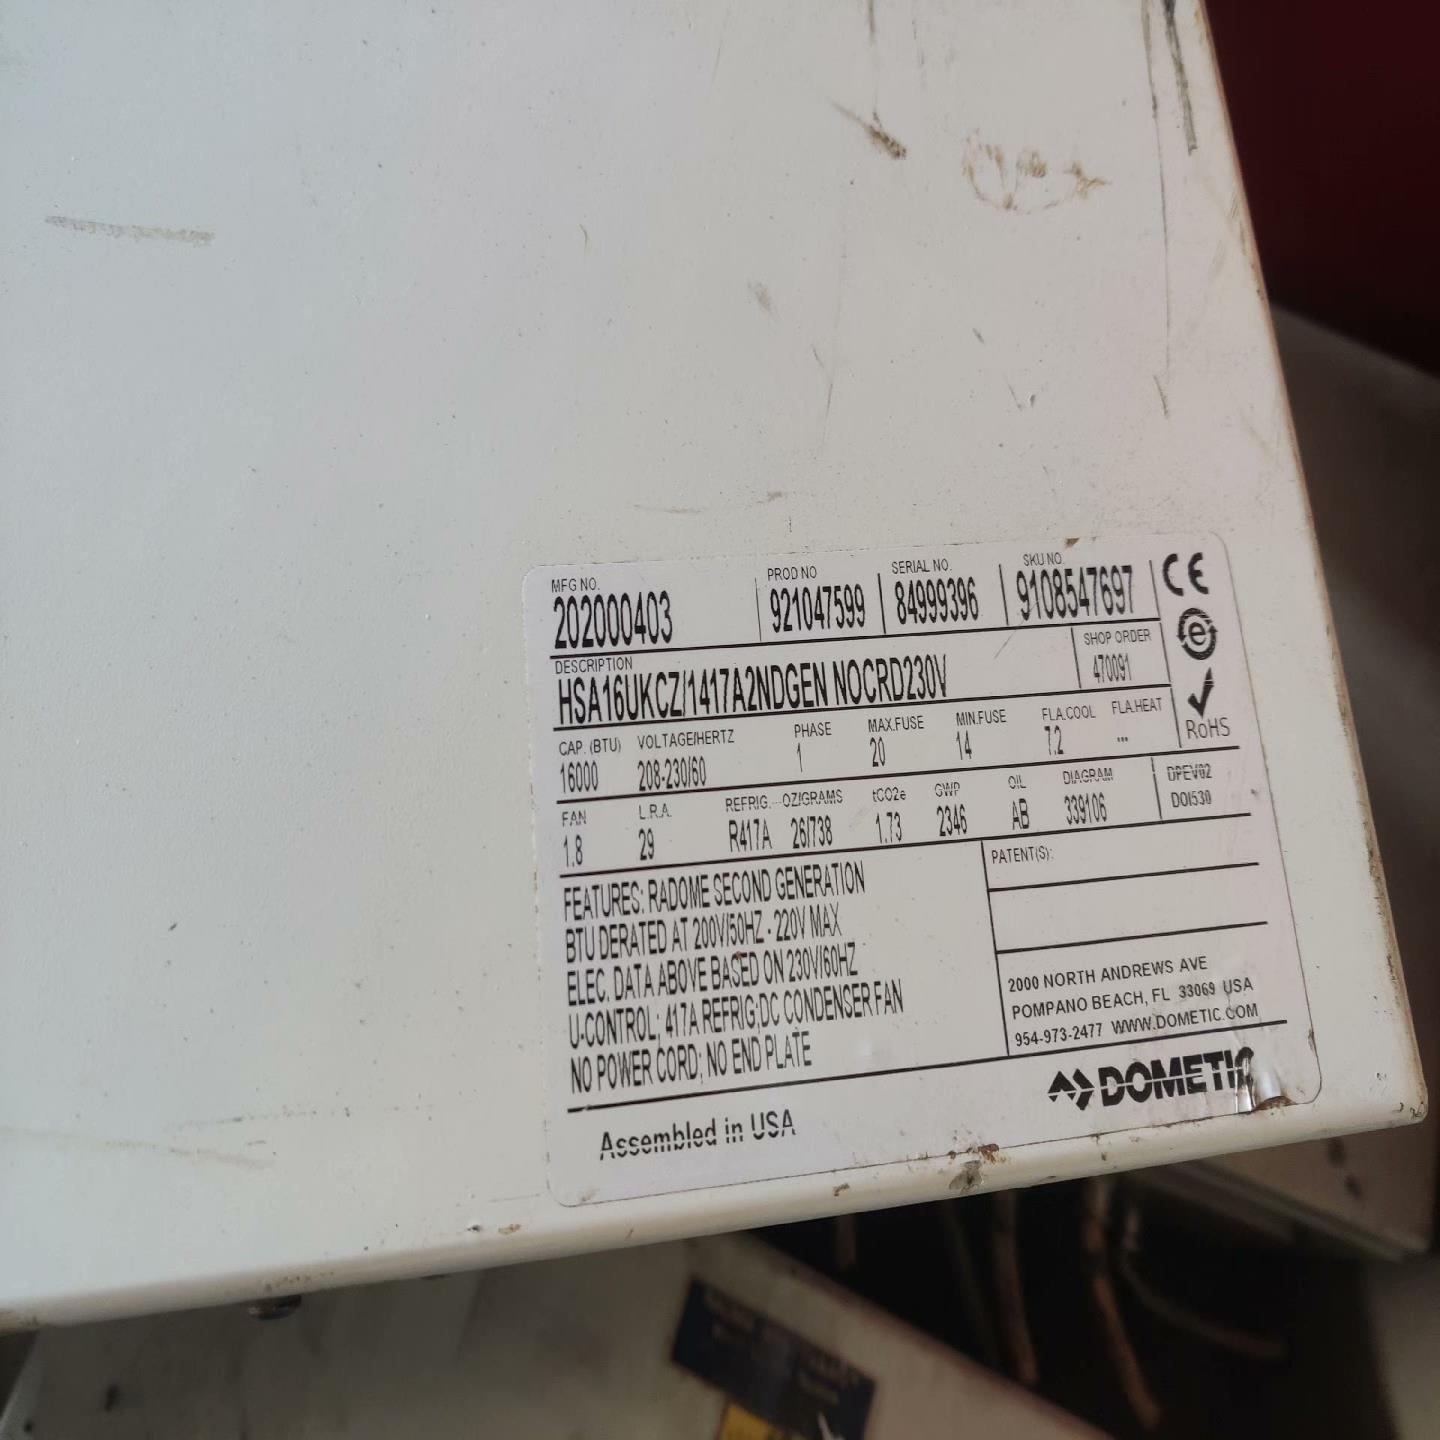 MFG NO. PROD NO SERIAL NO. SKU NO.
202000403 921047599 84999396 9108547697
DESCRIPTION SHOP ORDER
HSA16UKCZ/1417A2NDGEN NOCRD230V 470091
CAP. (BTU) VOLTAGE/HERTZ PHASE MAX.FUSE MIN.FUSE FLA.COOL FLA.HEAT
16000 208-230/60 1 20 14 7.2 ...
RoHS
FAN L.R.A. REFRIG.--OZ/GRAMS tCO2e GWP OIL DIAGRAM DPEV02
1.8 29 R417A 26/738 1.73 2346 AB 339106 DOI530
FEATURES: RADOME SECOND GENERATION
BTU DERATED AT 200V/50HZ - 220V MAX
ELEC. DATA ABOVE BASED ON 230V/60HZ
U-CONTROL; 417A REFRIG;DC CONDENSER FAN
NO POWER CORD; NO END PLATE
PATENT(S):
2000 NORTH ANDREWS AVE
POMPANO BEACH, FL 33069 USA
954-973-2477 WWW.DOMETIC.COM
DOMETIC
Assembled in USA
CE
e